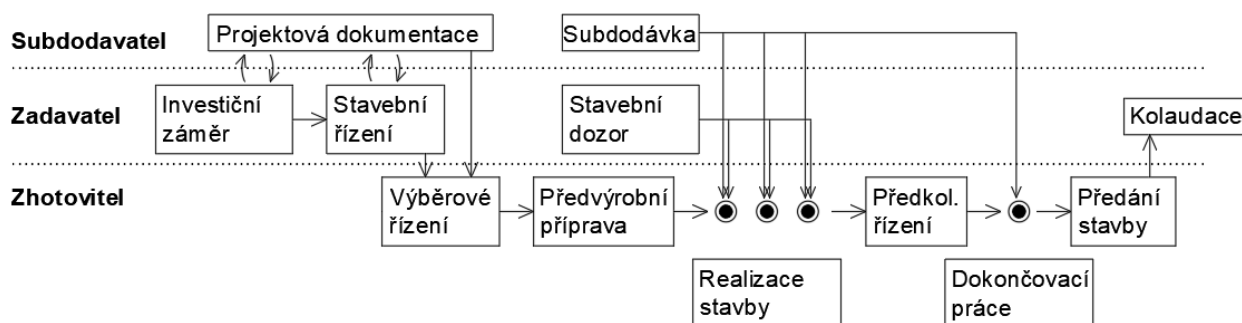 Subdodavatel
Projektová dokumentace
Subdodávka
Zadavatel
Investiční
záměr
Stavební
řízení
Stavební
dozor
Kolaudace
Zhotovitel
Výběrové
řízení
Předvýrobní
příprava
Předkol.
řízení
Předání
stavby
Realizace
stavby
Dokončovací
práce